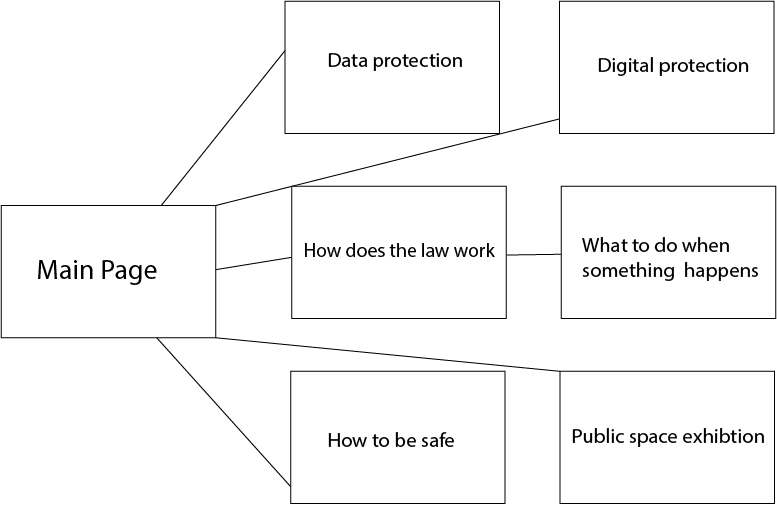 Data protection
Digital protection
Main Page
How does the law work
What to do when
something happens
How to be safe
Public space exhibtion